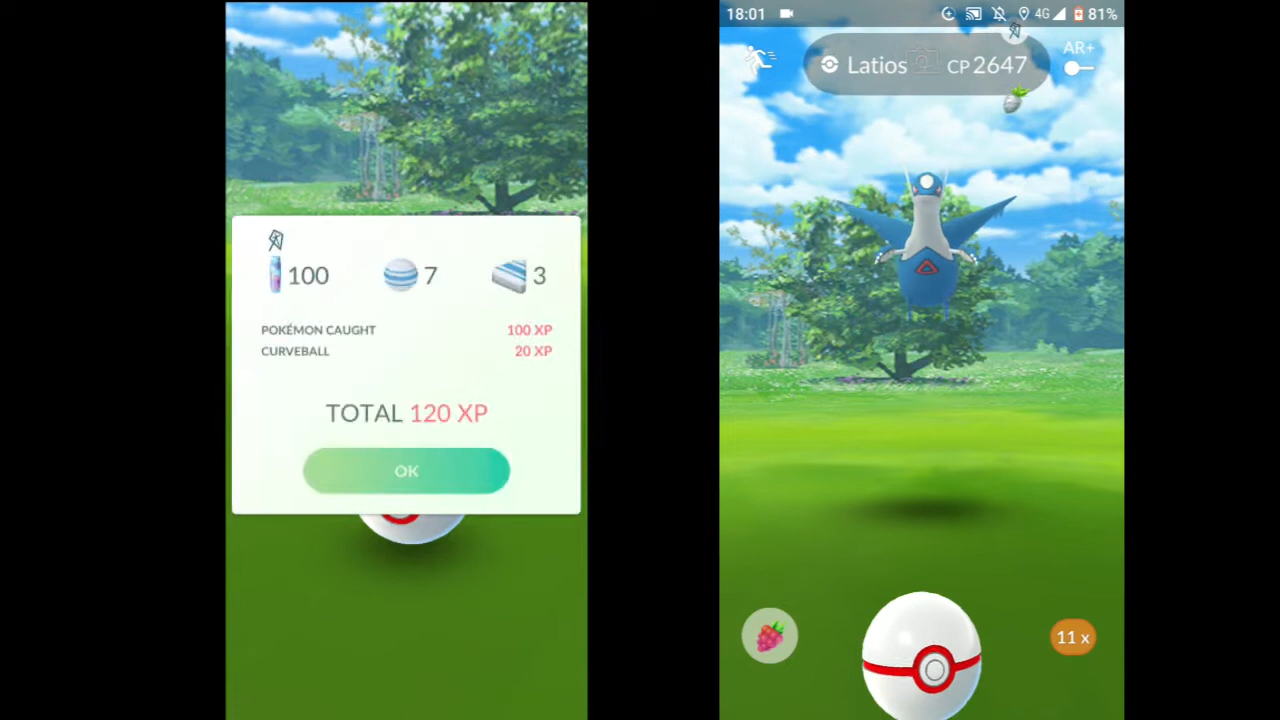 100 7 3
POKÉMON CAUGHT 100 XP
CURVEBALL 20 XP
TOTAL 120 XP
OK
18:01 4G 81%
Latios CP 2647
AR+
11 x